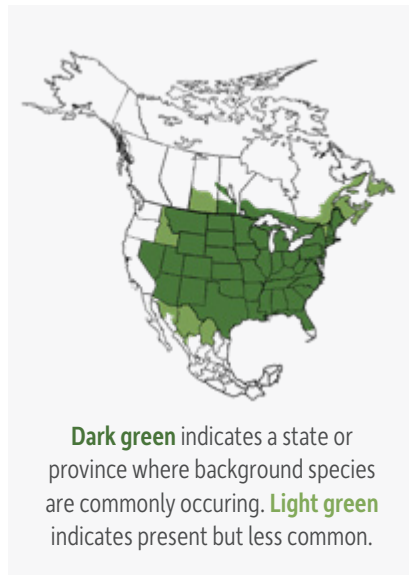 Dark green indicates a state or
province where background species
are commonly occuring. Light green
indicates present but less common.